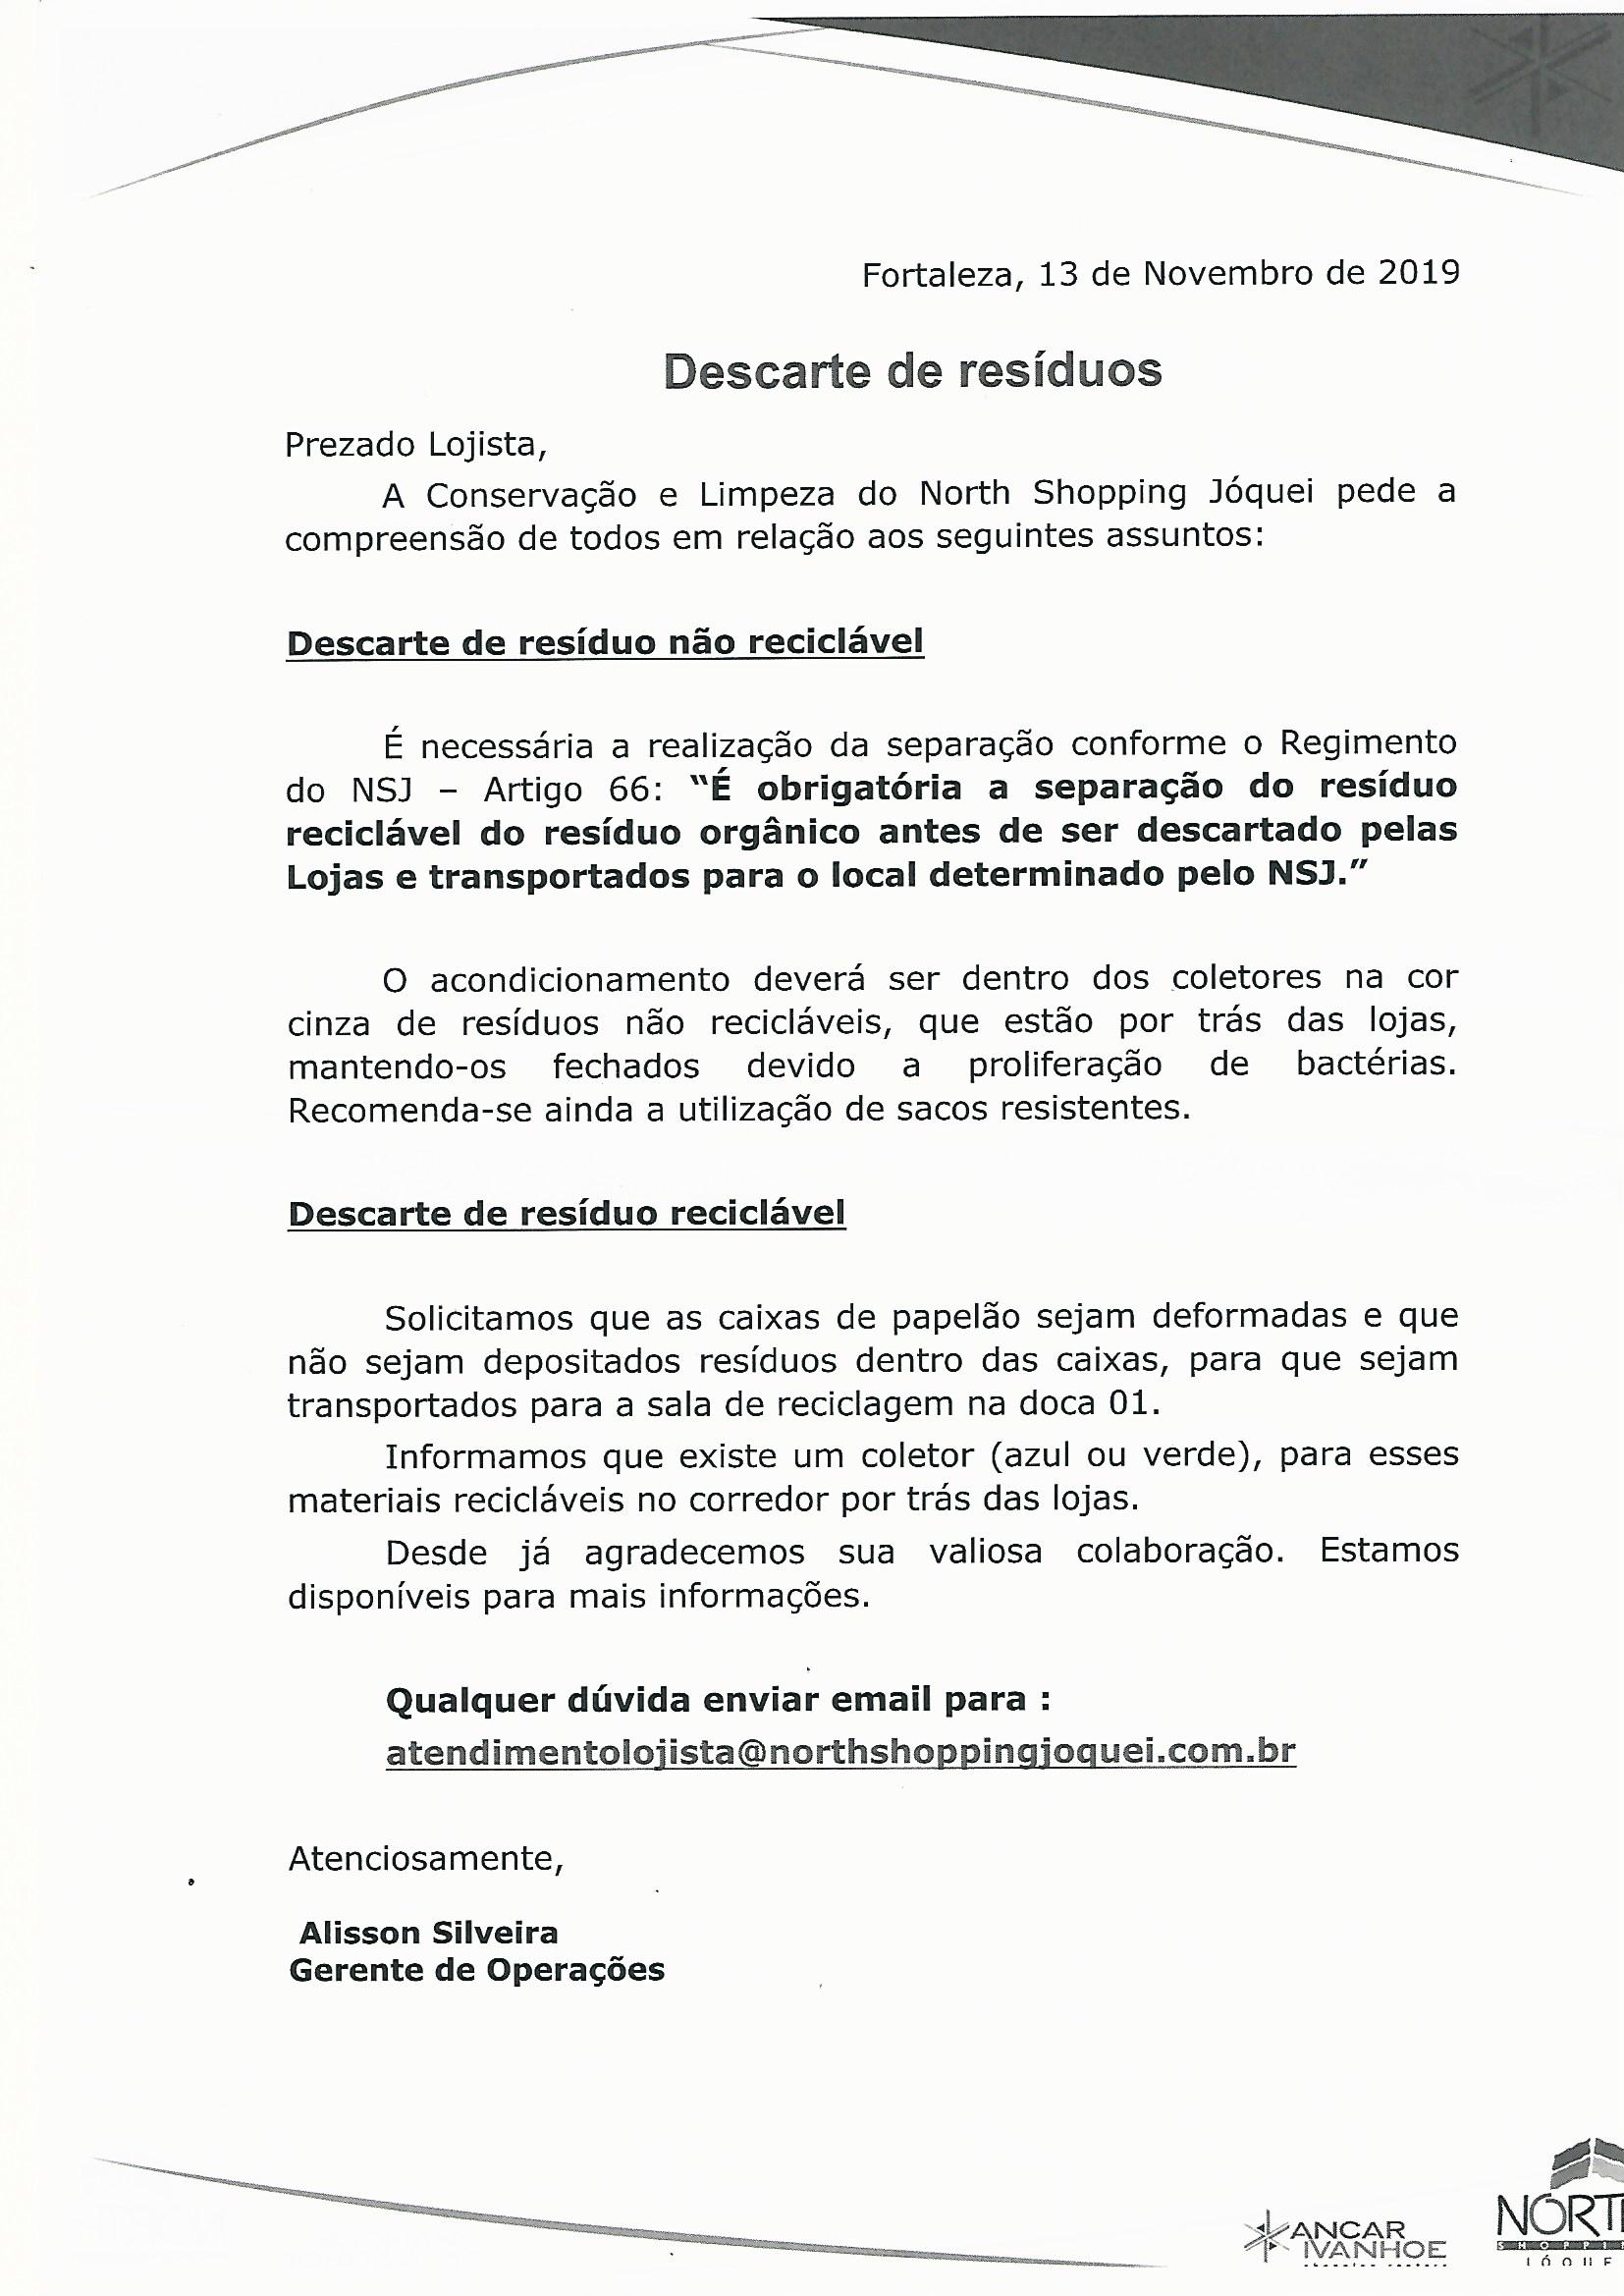 Fortaleza, 13 de Novembro de 2019
Descarte de resíduos
Prezado Lojista,
A Conservação e Limpeza do North Shopping Jóquei pede a
compreensão de todos em relação aos seguintes assuntos:
Descarte de resíduo não reciclável
É necessária a realização da separação conforme o Regimento
do NSJ – Artigo 66: "É obrigatória a separação do resíduo
reciclável do resíduo orgânico antes de ser descartado pelas
Lojas e transportados para o local determinado pelo NSJ."
O acondicionamento deverá ser dentro dos coletores na cor
cinza de resíduos não recicláveis, que estão por trás das lojas,
mantendo-os fechados devido a proliferação de bactérias.
Recomenda-se ainda a utilização de sacos resistentes.
Descarte de resíduo reciclável
Solicitamos que as caixas de papelão sejam deformadas e que
não sejam depositados resíduos dentro das caixas, para que sejam
transportados para a sala de reciclagem na doca 01.
Informamos que existe um coletor (azul ou verde), para esses
materiais recicláveis no corredor por trás das lojas.
Desde já agradecemos sua valiosa colaboração. Estamos
disponíveis para mais informações.
Qualquer dúvida enviar email para :
atendimentolojista@northshoppingjoquei.com.br
Atenciosamente,
Alisson Silveira
Gerente de Operações
ANCAR
IVANHOE